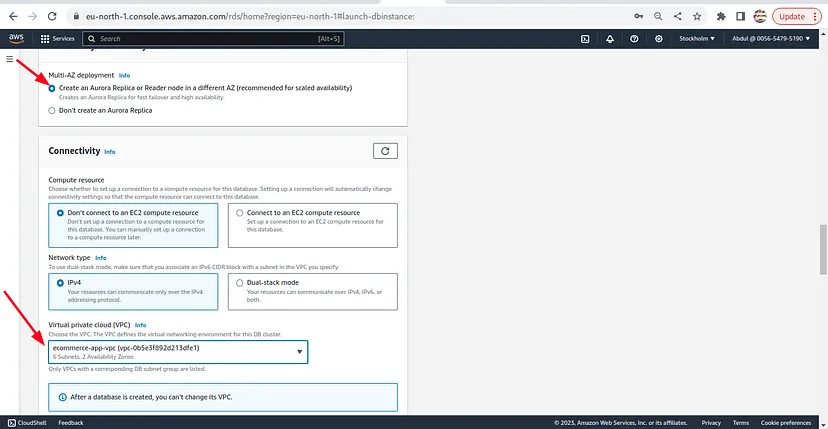 eu-north-1.console.aws.amazon.com/rds/home?region=eu-north-1#launch-dbinstance:
Update
aws
Services
Search
[Alt+S]
Stockholm
Abdul @ 0056-5479-5190
Multi-AZ deployment Info
Create an Aurora Replica or Reader node in a different AZ (recommended for scaled availability)
Creates an Aurora Replica for fast failover and high availability.
Don't create an Aurora Replica
Connectivity Info
Compute resource
Choose whether to set up a connection to a compute resource for this database. Setting up a connection will automatically change
connectivity settings so that the compute resource can connect to this database.
Don't connect to an EC2 compute resource
Don't set up a connection to a compute resource for
this database. You can manually set up a connection
to a compute resource later.
Connect to an EC2 compute resource
Set up a connection to an EC2 compute resource for
this database.
Network type Info
To use dual-stack mode, make sure that you associate an IPv6 CIDR block with a subnet in the VPC you specify.
IPv4
Your resources can communicate only over the IPv4
addressing protocol.
Dual-stack mode
Your resources can communicate over IPv4, IPv6, or
both.
Virtual private cloud (VPC) Info
Choose the VPC. The VPC defines the virtual networking environment for this DB cluster.
ecommerce-app-vpc (vpc-0b5e3f892d213dfe1)
6 Subnets, 2 Availability Zones
Only VPCs with a corresponding DB subnet group are listed.
After a database is created, you can't change its VPC.
CloudShell
Feedback
© 2023, Amazon Web Services, Inc. or its affiliates.
Privacy
Terms
Cookie preferences